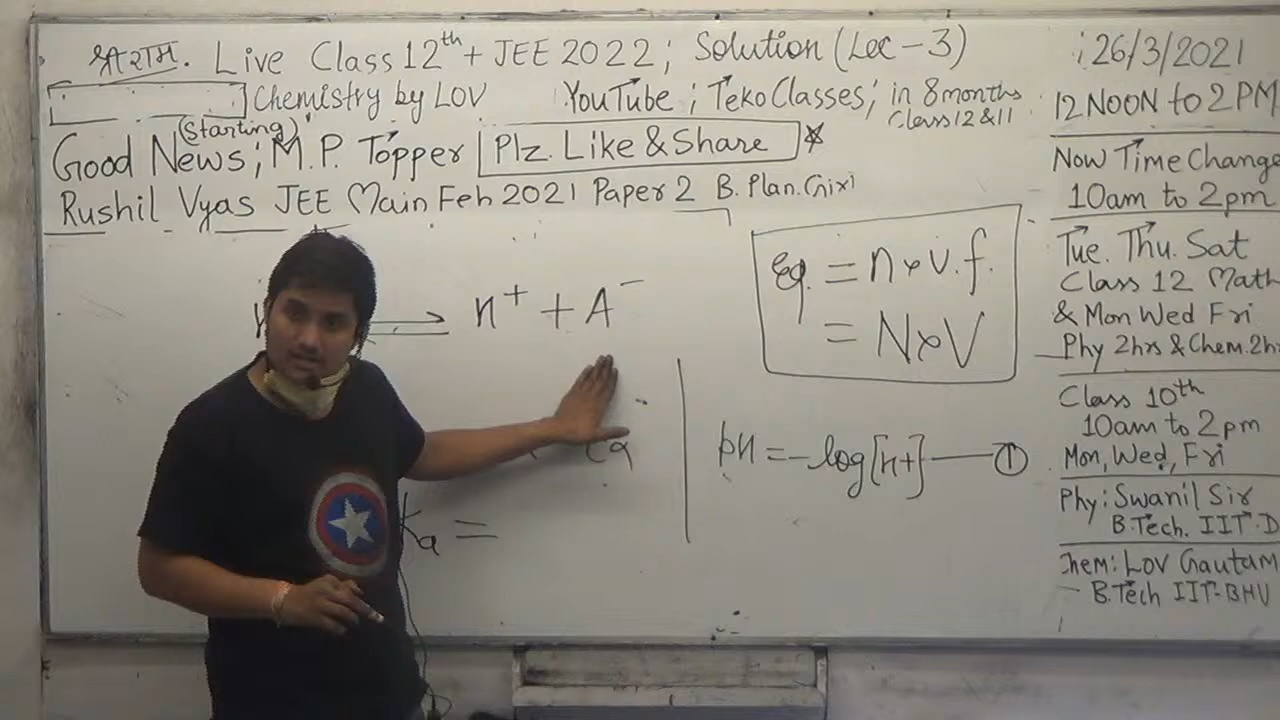 श्री राम. Live Class 12th + JEE 2022 ; Solution (Lec - 3)
Chemistry by LOV YouTube ; TekoClasses ; in 8 months
Class 12 & 11
(Starting)
Good News ; M.P. Topper Plz. Like & Share
Rushil Vyas JEE Main Feb 2021 Paper 2 B. Plan.
H+ + A-
Eq. = n × v.f.
= N × V
Ka =
pH = - log[H+] — ①
26/3/2021
12 NOON to 2 PM
Now Time Change
10am to 2pm
Tue. Thu. Sat
Class 12 Math
& Mon Wed Fri
Phy 2hrs & Chem. 2h
Class 10th
10am to 2pm
Mon, Wed, Fri
Phy : Swanil Sir
B.Tech. IIT-D
Chem : LOV Gautam
B.Tech IIT-BHU